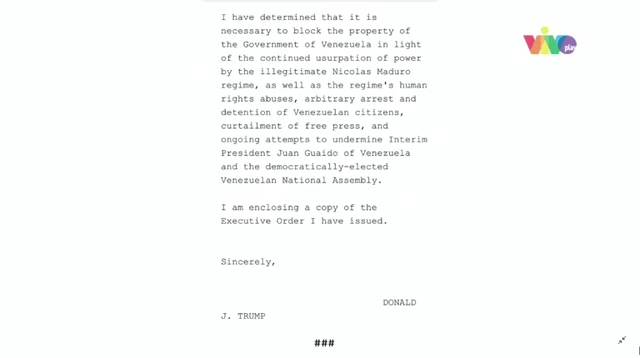 I have determined that it is
necessary to block the property of
the Government of Venezuela in light
of the continued usurpation of power
by the illegitimate Nicolas Maduro
regime, as well as the regime's human
rights abuses, arbitrary arrest and
detention of Venezuelan citizens,
curtailment of free press, and
ongoing attempts to undermine Interim
President Juan Guaido of Venezuela
and the democratically-elected
Venezuelan National Assembly.
I am enclosing a copy of the
Executive Order I have issued.
Sincerely,
DONALD
J. TRUMP
###
VIVO
play